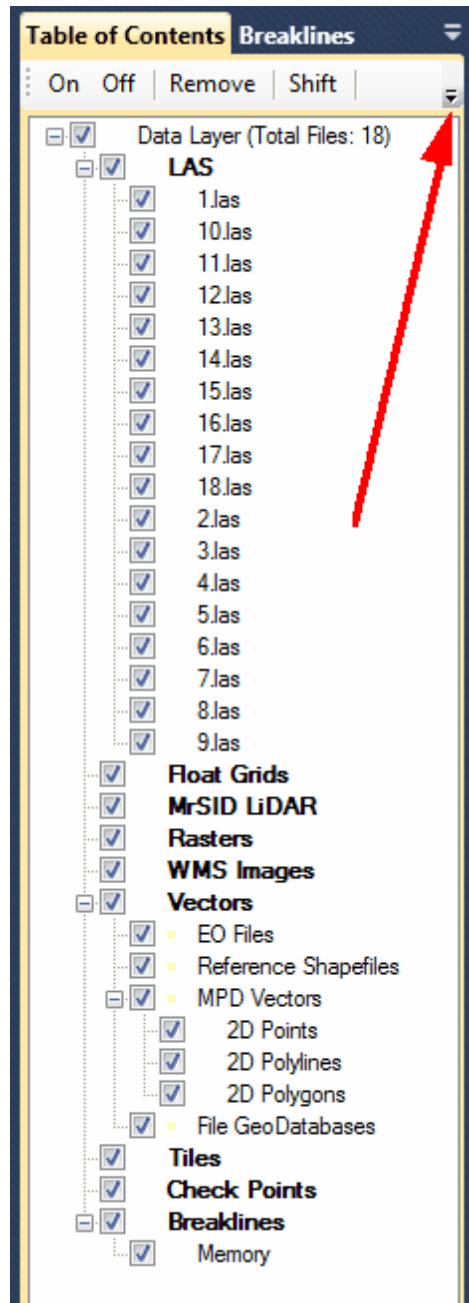 Table of Contents Breaklines
On Off Remove Shift
Data Layer (Total Files: 18)
LAS
1.las
10.las
11.las
12.las
13.las
14.las
15.las
16.las
17.las
18.las
2.las
3.las
4.las
5.las
6.las
7.las
8.las
9.las
Float Grids
MrSID LiDAR
Rasters
WMS Images
Vectors
EO Files
Reference Shapefiles
MPD Vectors
2D Points
2D Polylines
2D Polygons
File GeoDatabases
Tiles
Check Points
Breaklines
Memory